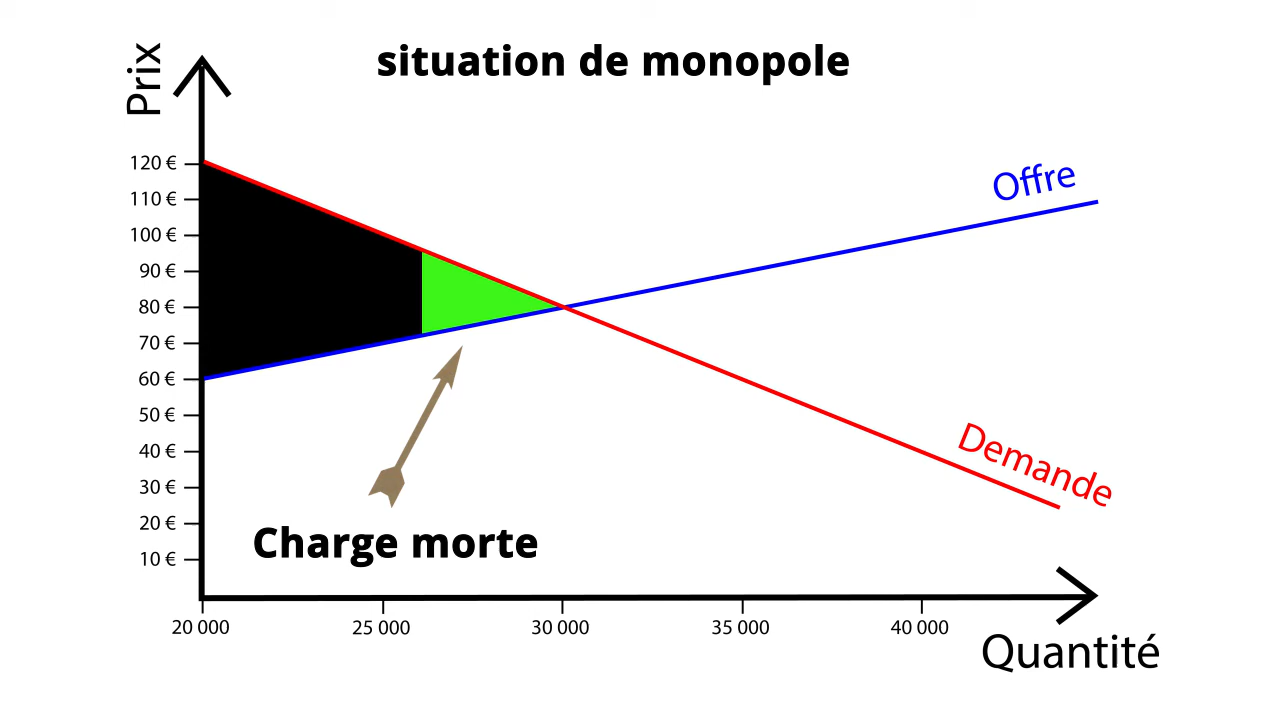 situation de monopole
Prix
120 €
110 €
100 €
90 €
80 €
70 €
60 €
50 €
40 €
30 €
20 €
10 €
Offre
Demande
Charge morte
20 000
25 000
30 000
35 000
40 000
Quantité